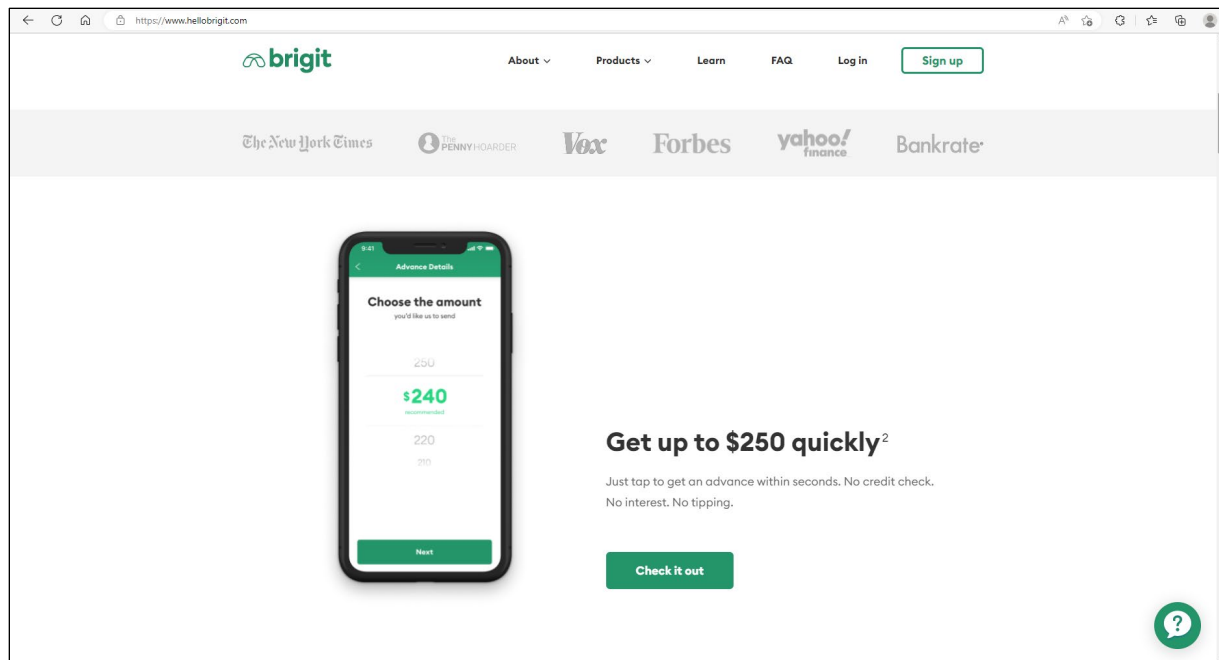 https://www.hellobrigit.com
brigit
About
Products
Learn
FAQ
Log in
Sign up
The New York Times
The PENNY HOARDER
Vox
Forbes
yahoo! finance
Bankrate
9:41
Advance Details
Choose the amount
you'd like us to send
250
$240
recommended
220
210
Next
Get up to $250 quickly²
Just tap to get an advance within seconds. No credit check.
No interest. No tipping.
Check it out
?